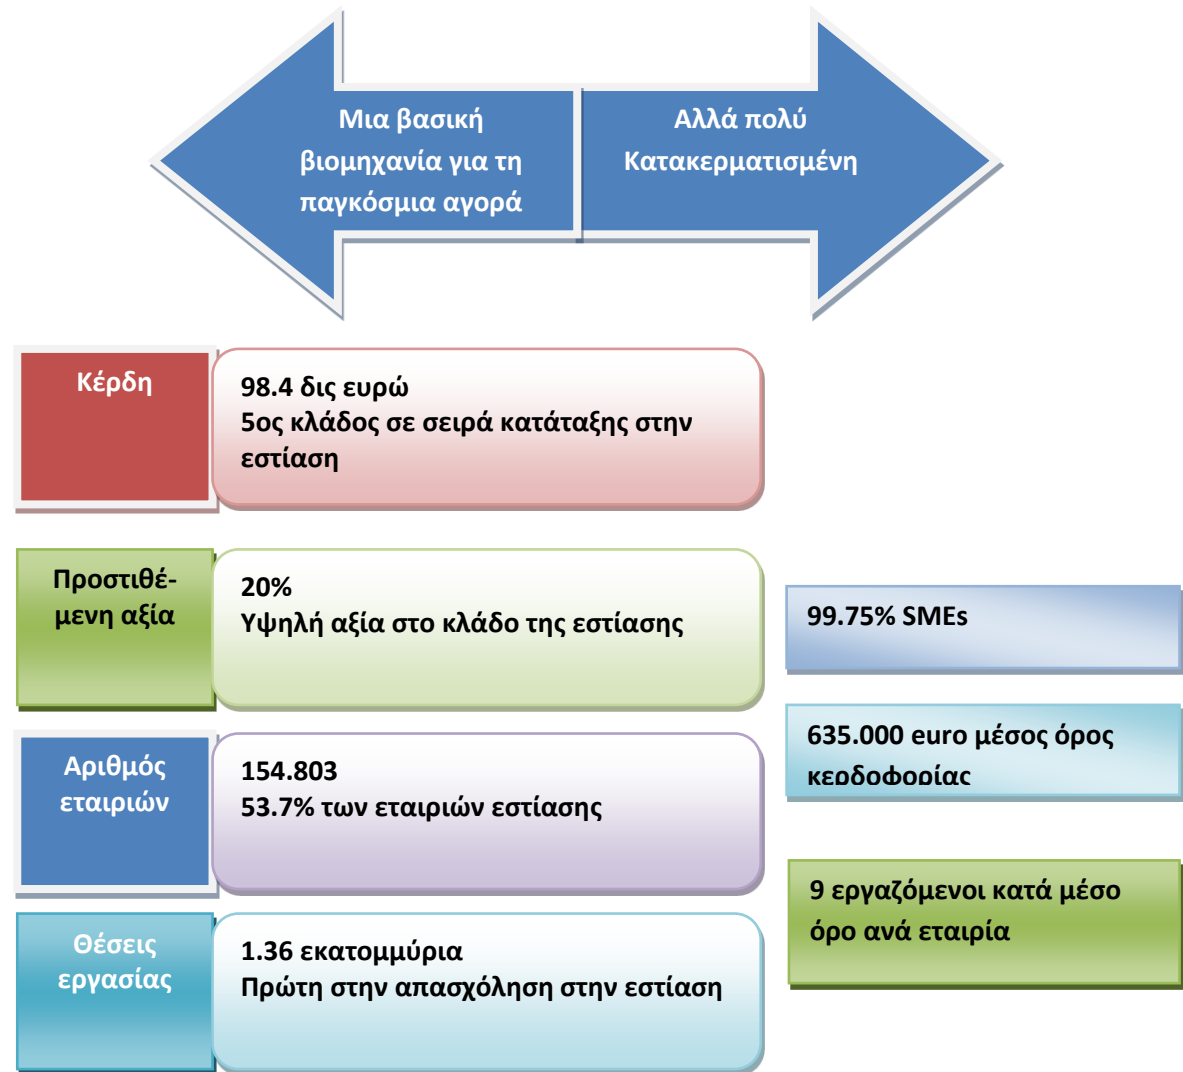 Μια βασική
βιομηχανία για τη
παγκόσμια αγορά
Αλλά πολύ
Κατακερματισμένη
Κέρδη
98.4 δις ευρώ
5ος κλάδος σε σειρά κατάταξης στην
εστίαση
Προστιθέ-
μενη αξία
20%
Υψηλή αξία στο κλάδο της εστίασης
99.75% SMEs
635.000 euro μέσος όρος
κερδοφορίας
Αριθμός
εταιριών
154.803
53.7% των εταιριών εστίασης
9 εργαζόμενοι κατά μέσο
όρο ανά εταιρία
Θέσεις
εργασίας
1.36 εκατομμύρια
Πρώτη στην απασχόληση στην εστίαση